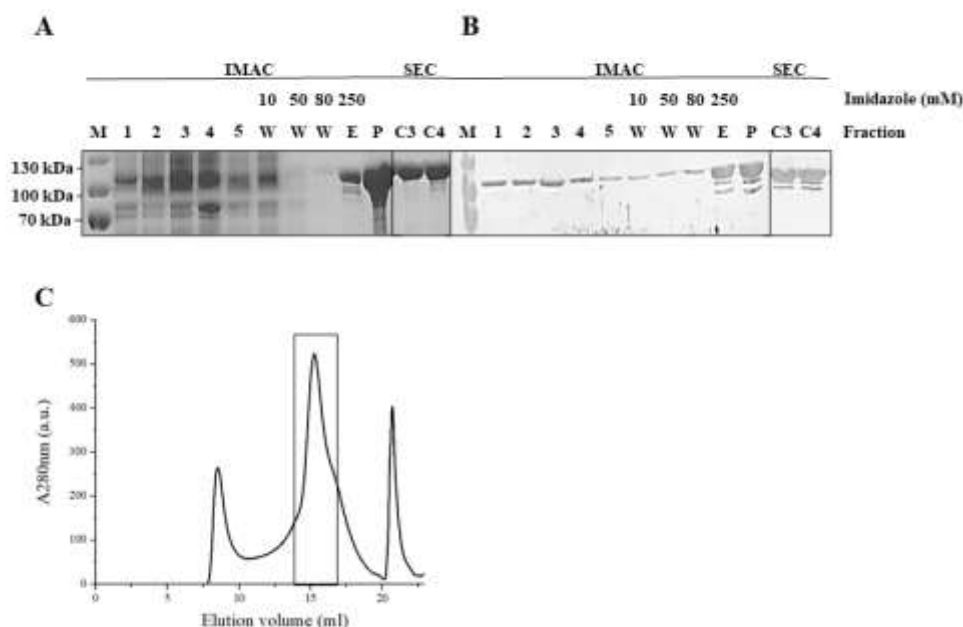 A B
IMAC SEC IMAC SEC
10 50 80 250 10 50 80 250 Imidazole (mM)
M 1 2 3 4 5 W W W E P C3 C4 M 1 2 3 4 5 W W W E P C3 C4 Fraction
130 kDa
100 kDa
70 kDa
C
600
500
400
300
200
100
0
0 5 10 15 20
A280nm (a.u.)
Elution volume (ml)